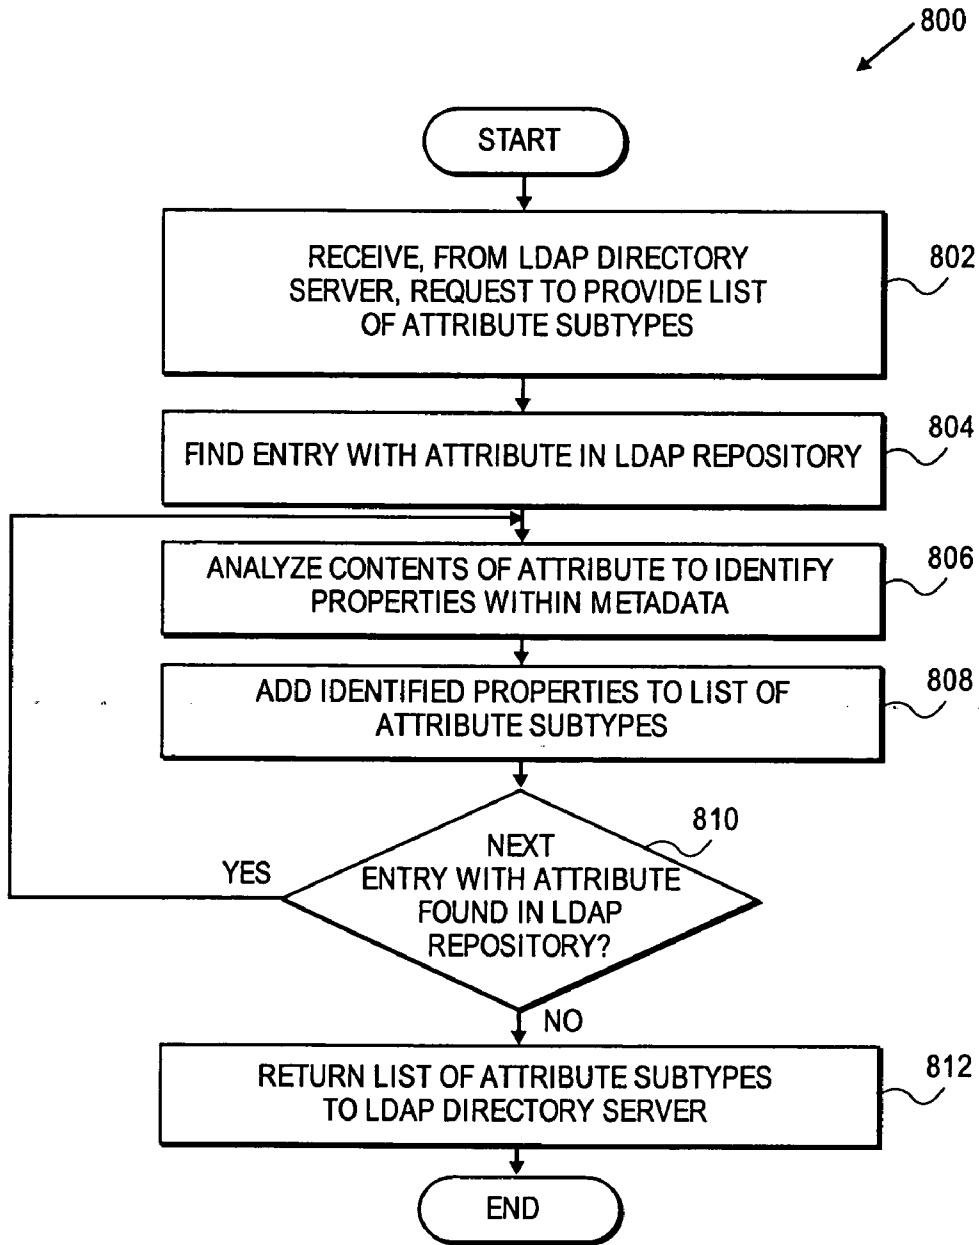 800
START
RECEIVE, FROM LDAP DIRECTORY
SERVER, REQUEST TO PROVIDE LIST
OF ATTRIBUTE SUBTYPES
802
FIND ENTRY WITH ATTRIBUTE IN LDAP REPOSITORY
804
ANALYZE CONTENTS OF ATTRIBUTE TO IDENTIFY
PROPERTIES WITHIN METADATA
806
ADD IDENTIFIED PROPERTIES TO LIST OF
ATTRIBUTE SUBTYPES
808
810
NEXT
ENTRY WITH ATTRIBUTE
FOUND IN LDAP
REPOSITORY?
YES
NO
RETURN LIST OF ATTRIBUTE SUBTYPES
TO LDAP DIRECTORY SERVER
812
END